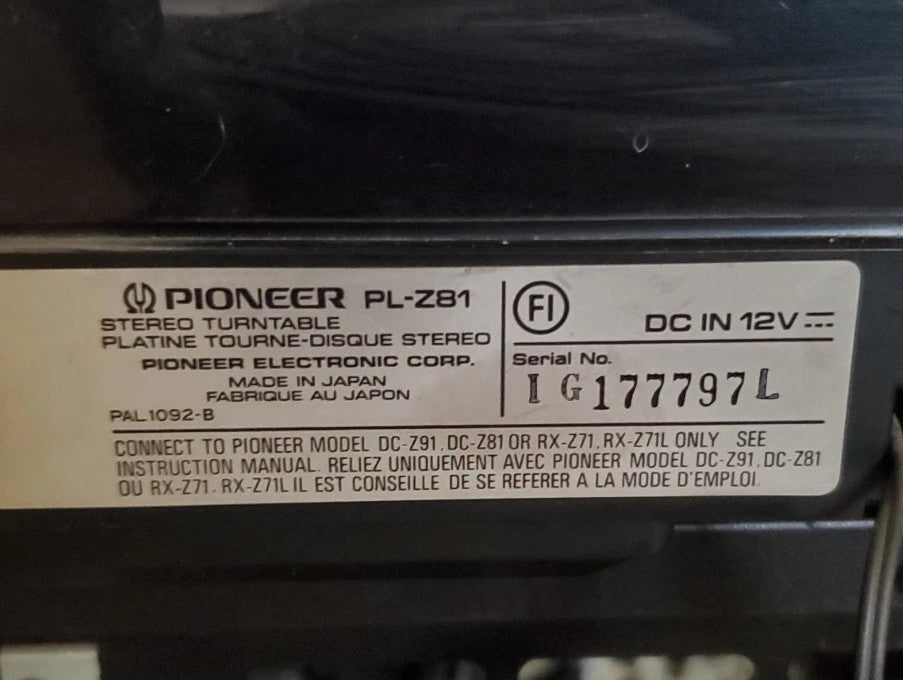 PIONEER PL-Z81
STEREO TURNTABLE
PLATINE TOURNE-DISQUE STEREO
PIONEER ELECTRONIC CORP.
MADE IN JAPAN
FABRIQUE AU JAPON
PAL1092-B
FI
DC IN 12V
Serial No.
IG177797L
CONNECT TO PIONEER MODEL DC-Z91, DC-Z81 OR RX-Z71, RX-Z71L ONLY SEE
INSTRUCTION MANUAL. RELIEZ UNIQUEMENT AVEC PIONEER MODEL DC-Z91, DC-Z81
OU RX-Z71, RX-Z71L IL EST CONSEILLE DE SE REFERER A LA MODE D'EMPLOI.